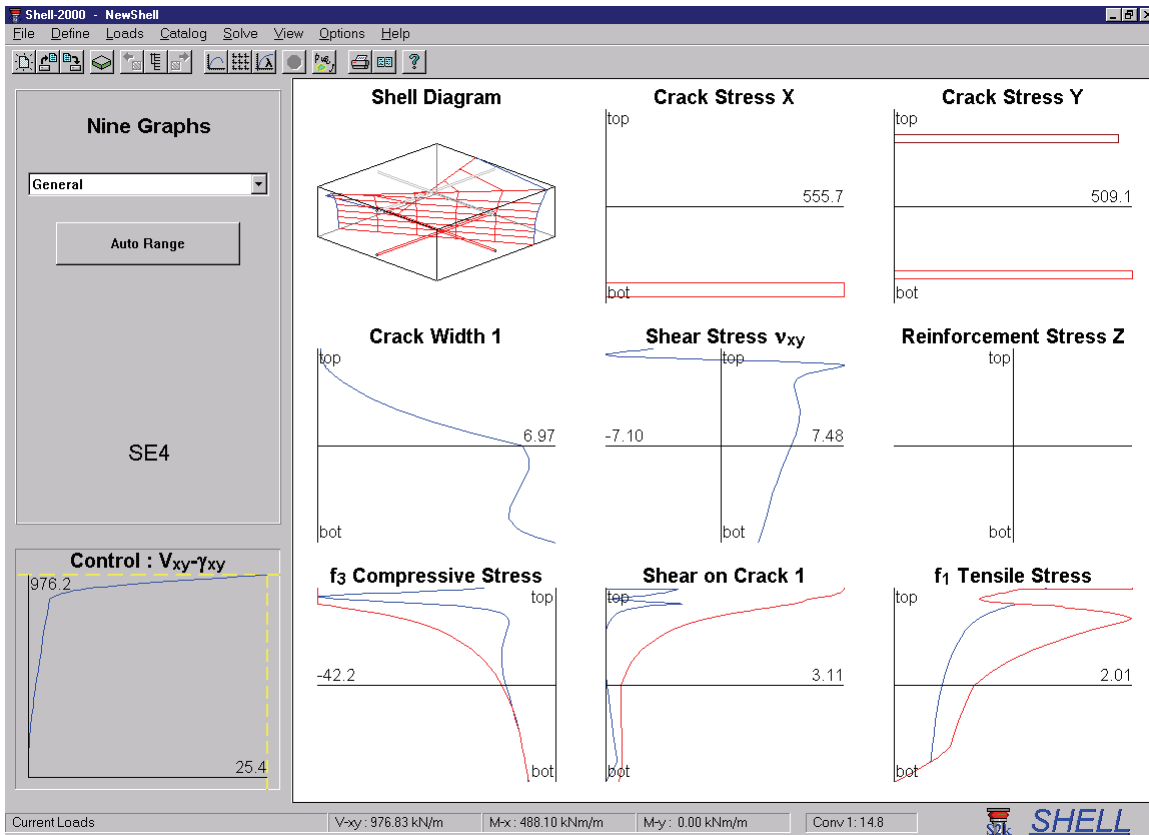 Shell-2000 - NewShell
File Define Loads Catalog Solve View Options Help
Nine Graphs
General
Auto Range
SE4
Control : Vxy-γxy
976.2
25.4
Shell Diagram
Crack Stress X
top
555.7
bot
Crack Stress Y
top
509.1
bot
Crack Width 1
top
6.97
bot
Shear Stress vxy
top
-7.10
7.48
bot
Reinforcement Stress Z
top
bot
f3 Compressive Stress
top
-42.2
bot
Shear on Crack 1
top
3.11
bot
f1 Tensile Stress
top
2.01
bot
Current Loads
V-xy : 976.83 kN/m
M-x : 488.10 kNm/m
M-y : 0.00 kNm/m
Conv 1: 14.8
S2k
SHELL